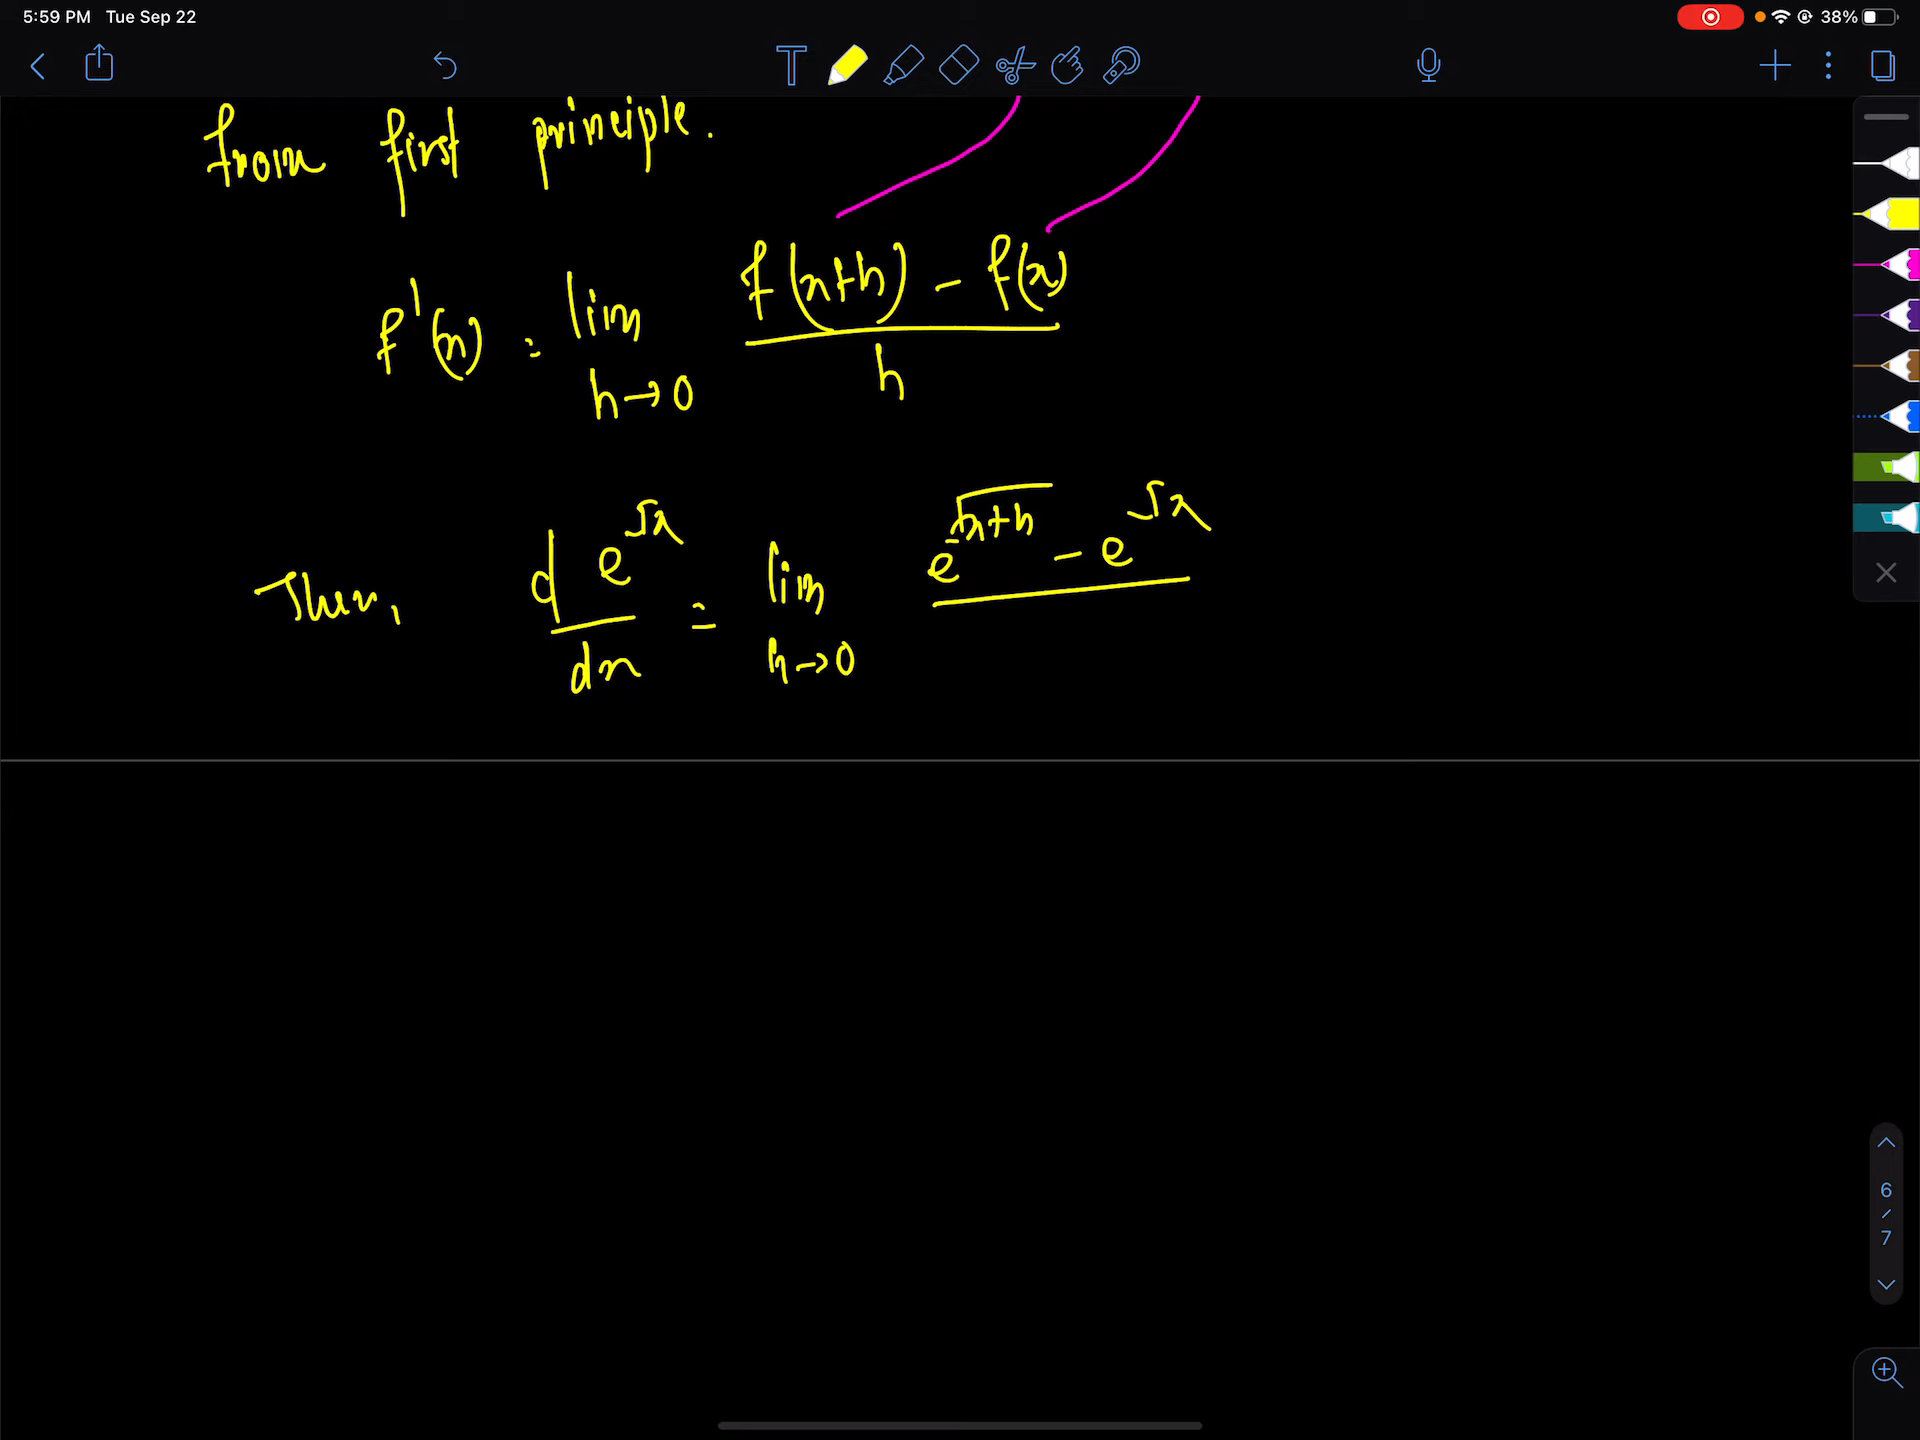 5:59 PM Tue Sep 22
38%
from first principle.
f'(x) = lim h→0 (f(x+h) - f(x)) / h
Then, d e^√x / dx = lim h→0 e^√x+h - e^√x
6
/
7